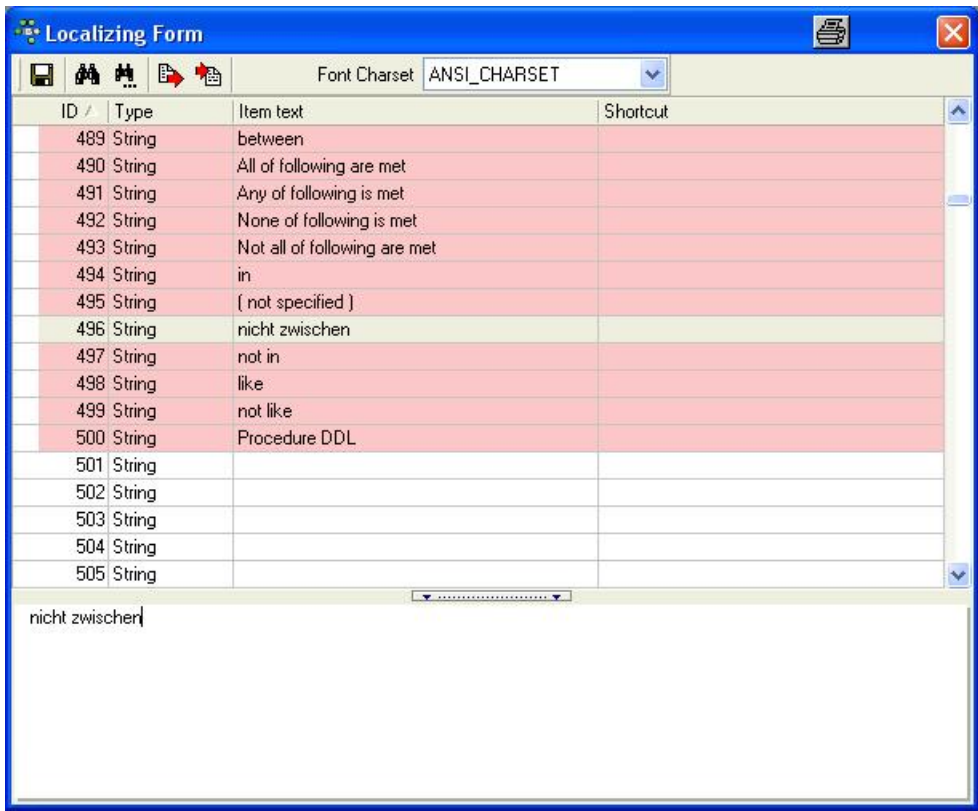 Localizing Form
Font Charset ANSI_CHARSET
ID Type Item text Shortcut
489 String between
490 String All of following are met
491 String Any of following is met
492 String None of following is met
493 String Not all of following are met
494 String in
495 String ( not specified )
496 String nicht zwischen
497 String not in
498 String like
499 String not like
500 String Procedure DDL
501 String
502 String
503 String
504 String
505 String
nicht zwischen